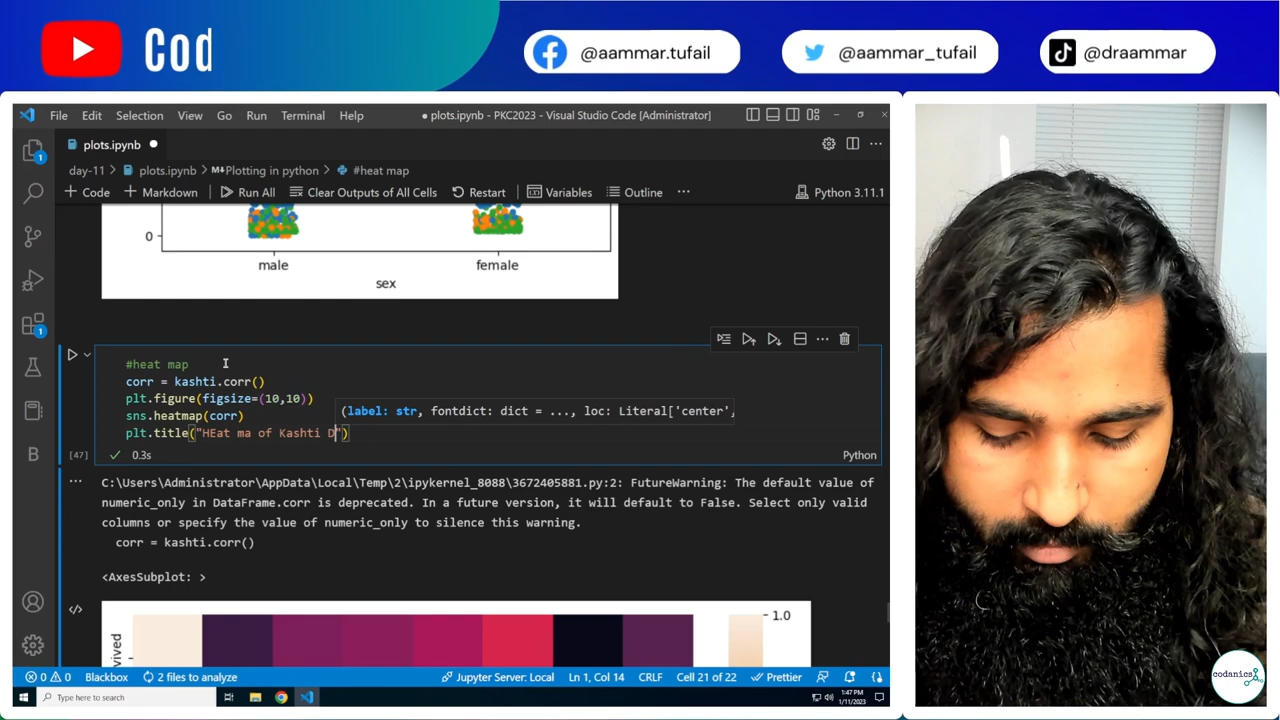 Cod
@aammar.tufail
@aammar_tufail
@draammar
File Edit Selection View Go Run Terminal Help
● plots.ipynb - PKC2023 - Visual Studio Code [Administrator]
plots.ipynb
day-11 > plots.ipynb > Plotting in python > #heat map
+ Code + Markdown Run All Clear Outputs of All Cells Restart Variables Outline ... Python 3.11.1
0
male
female
sex
#heat map
corr = kashti.corr()
plt.figure(figsize=(10,10))
sns.heatmap(corr)
(label: str, fontdict: dict = ..., loc: Literal['center',
plt.title("HEat ma of Kashti D")
[47]
0.3s
Python
C:\Users\Administrator\AppData\Local\Temp\2\ipykernel_8088\3672405881.py:2: FutureWarning: The default value of
numeric_only in DataFrame.corr is deprecated. In a future version, it will default to False. Select only valid
columns or specify the value of numeric_only to silence this warning.
corr = kashti.corr()
<AxesSubplot: >
1.0
vived
0 0 Blackbox 2 files to analyze Jupyter Server: Local Ln 1, Col 14 CRLF Cell 21 of 22 Prettier
Type here to search
1:47 PM
1/11/2023
codanics